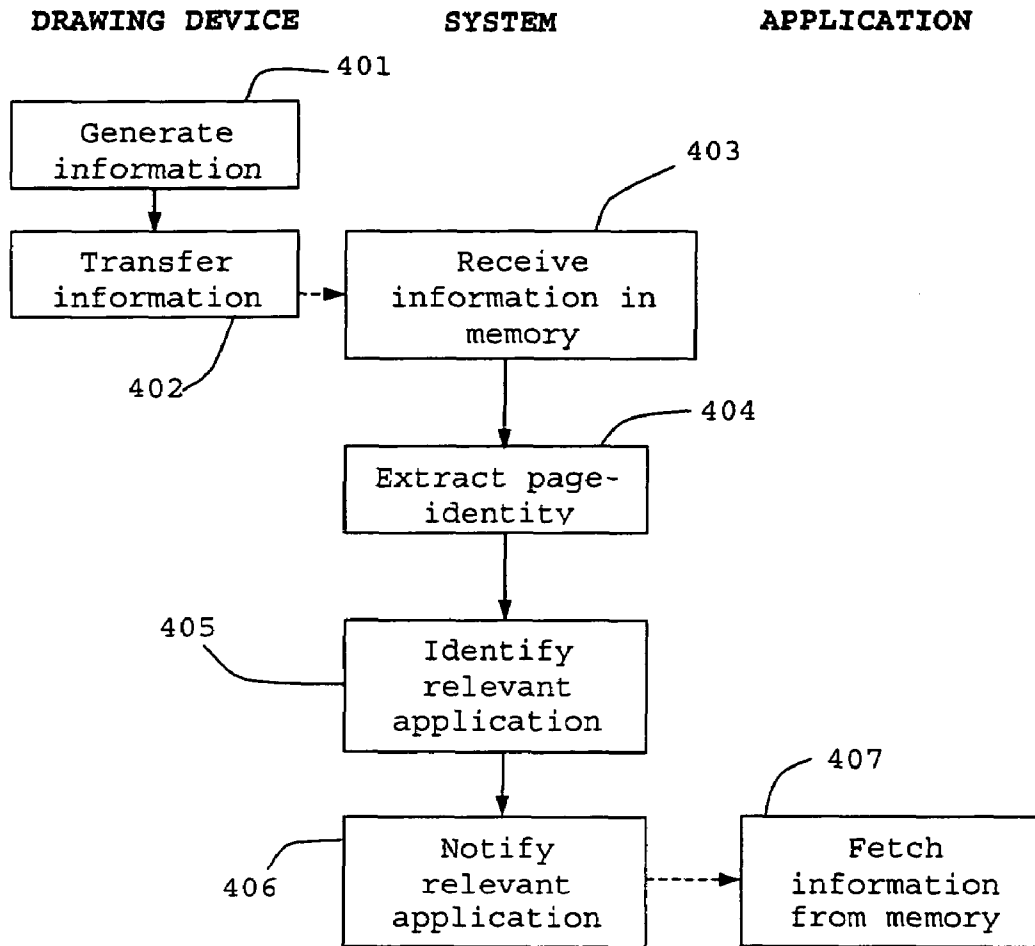 DRAWING DEVICE SYSTEM APPLICATION
401
Generate
information
403
Transfer
information
Receive
information in
memory
402
404
Extract page-
identity
405
Identify
relevant
application
407
Notify
relevant
application
406
Fetch
information
from memory